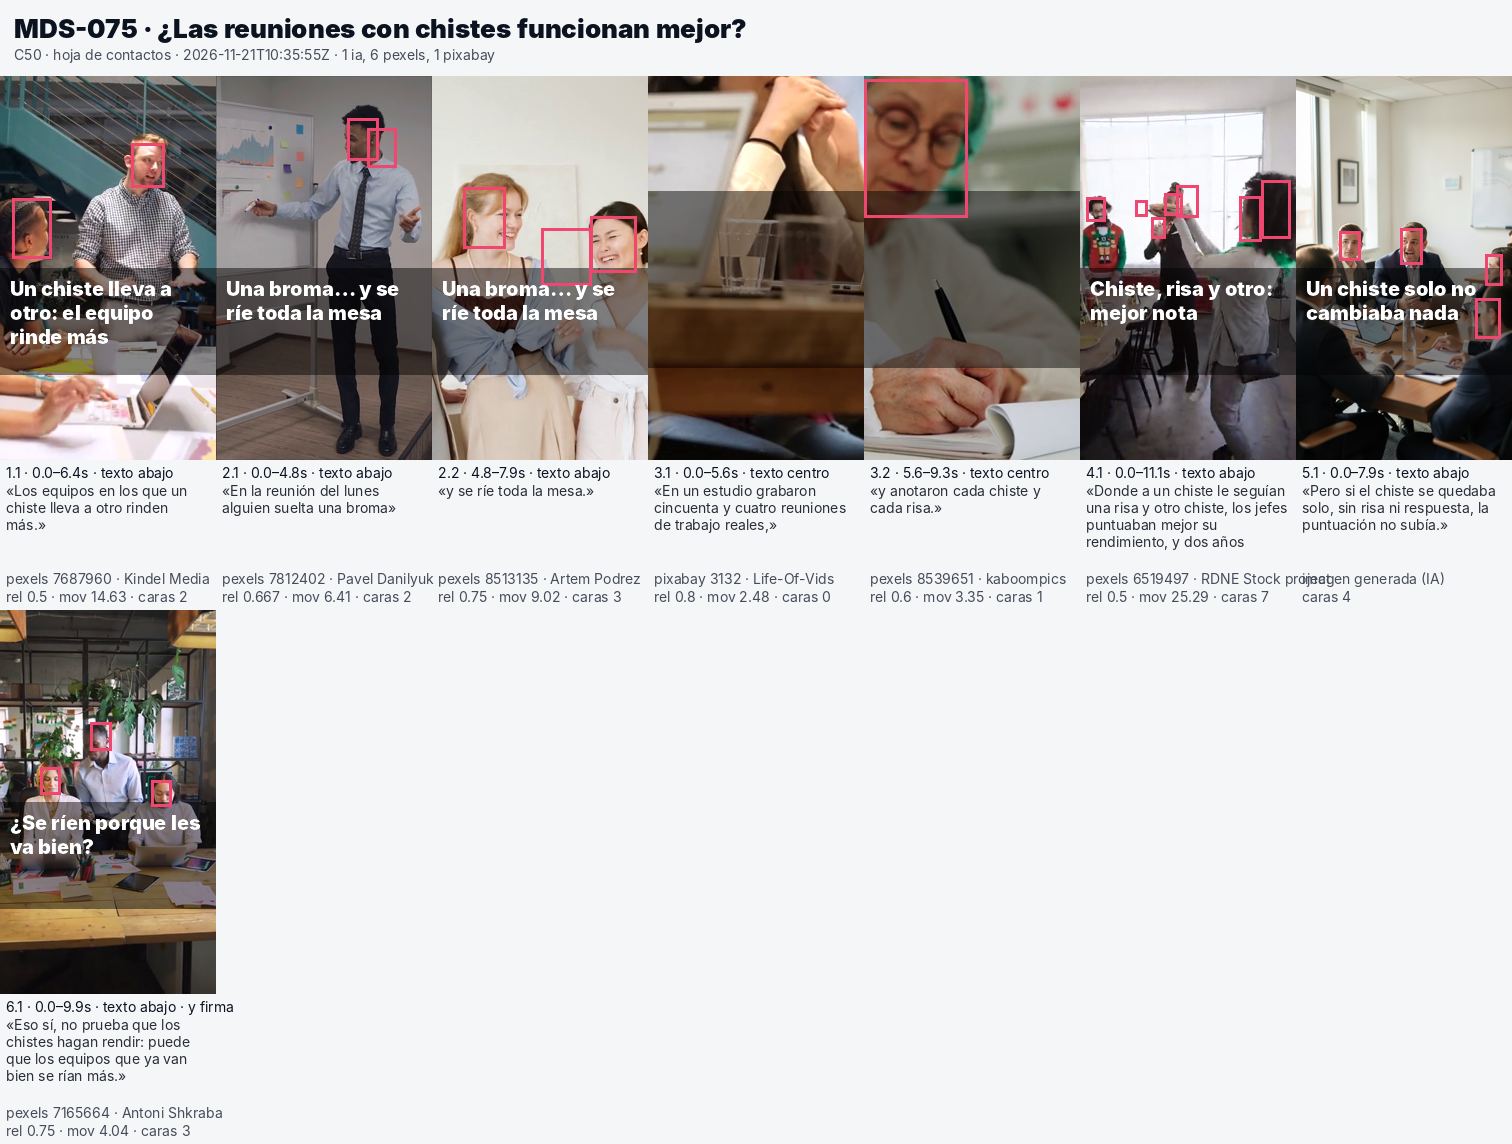 MDS-075 · ¿Las reuniones con chistes funcionan mejor?
C50 · hoja de contactos · 2026-11-21T10:35:55Z · 1 ia, 6 pexels, 1 pixabay
Un chiste lleva a
otro: el equipo
rinde más
1.1 · 0.0–6.4s · texto abajo
«Los equipos en los que un
chiste lleva a otro rinden
más.»
pexels 7687960 · Kindel Media
rel 0.5 · mov 14.63 · caras 2
Una broma... y se
ríe toda la mesa
2.1 · 0.0–4.8s · texto abajo
«En la reunión del lunes
alguien suelta una broma»
pexels 7812402 · Pavel Danilyuk
rel 0.667 · mov 6.41 · caras 2
Una broma... y se
ríe toda la mesa
2.2 · 4.8–7.9s · texto abajo
«y se ríe toda la mesa.»
pexels 8513135 · Artem Podrez
rel 0.75 · mov 9.02 · caras 3
3.1 · 0.0–5.6s · texto centro
«En un estudio grabaron
cincuenta y cuatro reuniones
de trabajo reales,»
pixabay 3132 · Life-Of-Vids
rel 0.8 · mov 2.48 · caras 0
3.2 · 5.6–9.3s · texto centro
«y anotaron cada chiste y
cada risa.»
pexels 8539651 · kaboompics
rel 0.6 · mov 3.35 · caras 1
Chiste, risa y otro:
mejor nota
4.1 · 0.0–11.1s · texto abajo
«Donde a un chiste le seguían
una risa y otro chiste, los jefes
puntuaban mejor su
rendimiento, y dos años
pexels 6519497 · RDNE Stock project
rel 0.5 · mov 25.29 · caras 7
Un chiste solo no
cambiaba nada
5.1 · 0.0–7.9s · texto abajo
«Pero si el chiste se quedaba
solo, sin risa ni respuesta, la
puntuación no subía.»
imagen generada (IA)
caras 4
¿Se ríen porque les
va bien?
6.1 · 0.0–9.9s · texto abajo · y firma
«Eso sí, no prueba que los
chistes hagan rendir: puede
que los equipos que ya van
bien se rían más.»
pexels 7165664 · Antoni Shkraba
rel 0.75 · mov 4.04 · caras 3